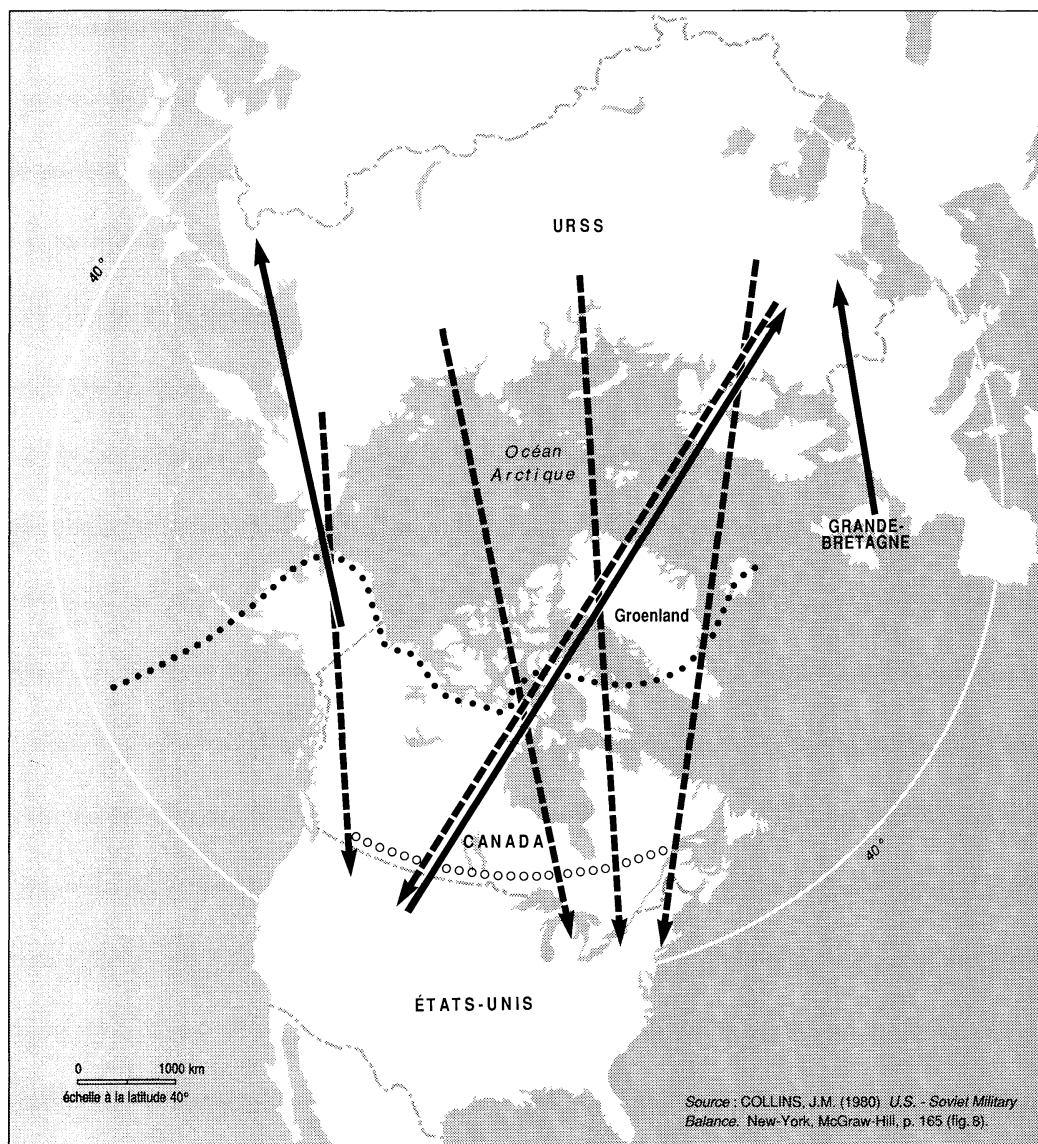 URSS
40°
Océan
Arctique
GRANDE-
BRETAGNE
Groenland
CANADA
40°
ÉTATS-UNIS
0 1000 km
échelle à la latitude 40°
Source : COLLINS, J.M. (1980) U.S. - Soviet Military
Balance. New-York, McGraw-Hill, p. 165 (fig. 8).